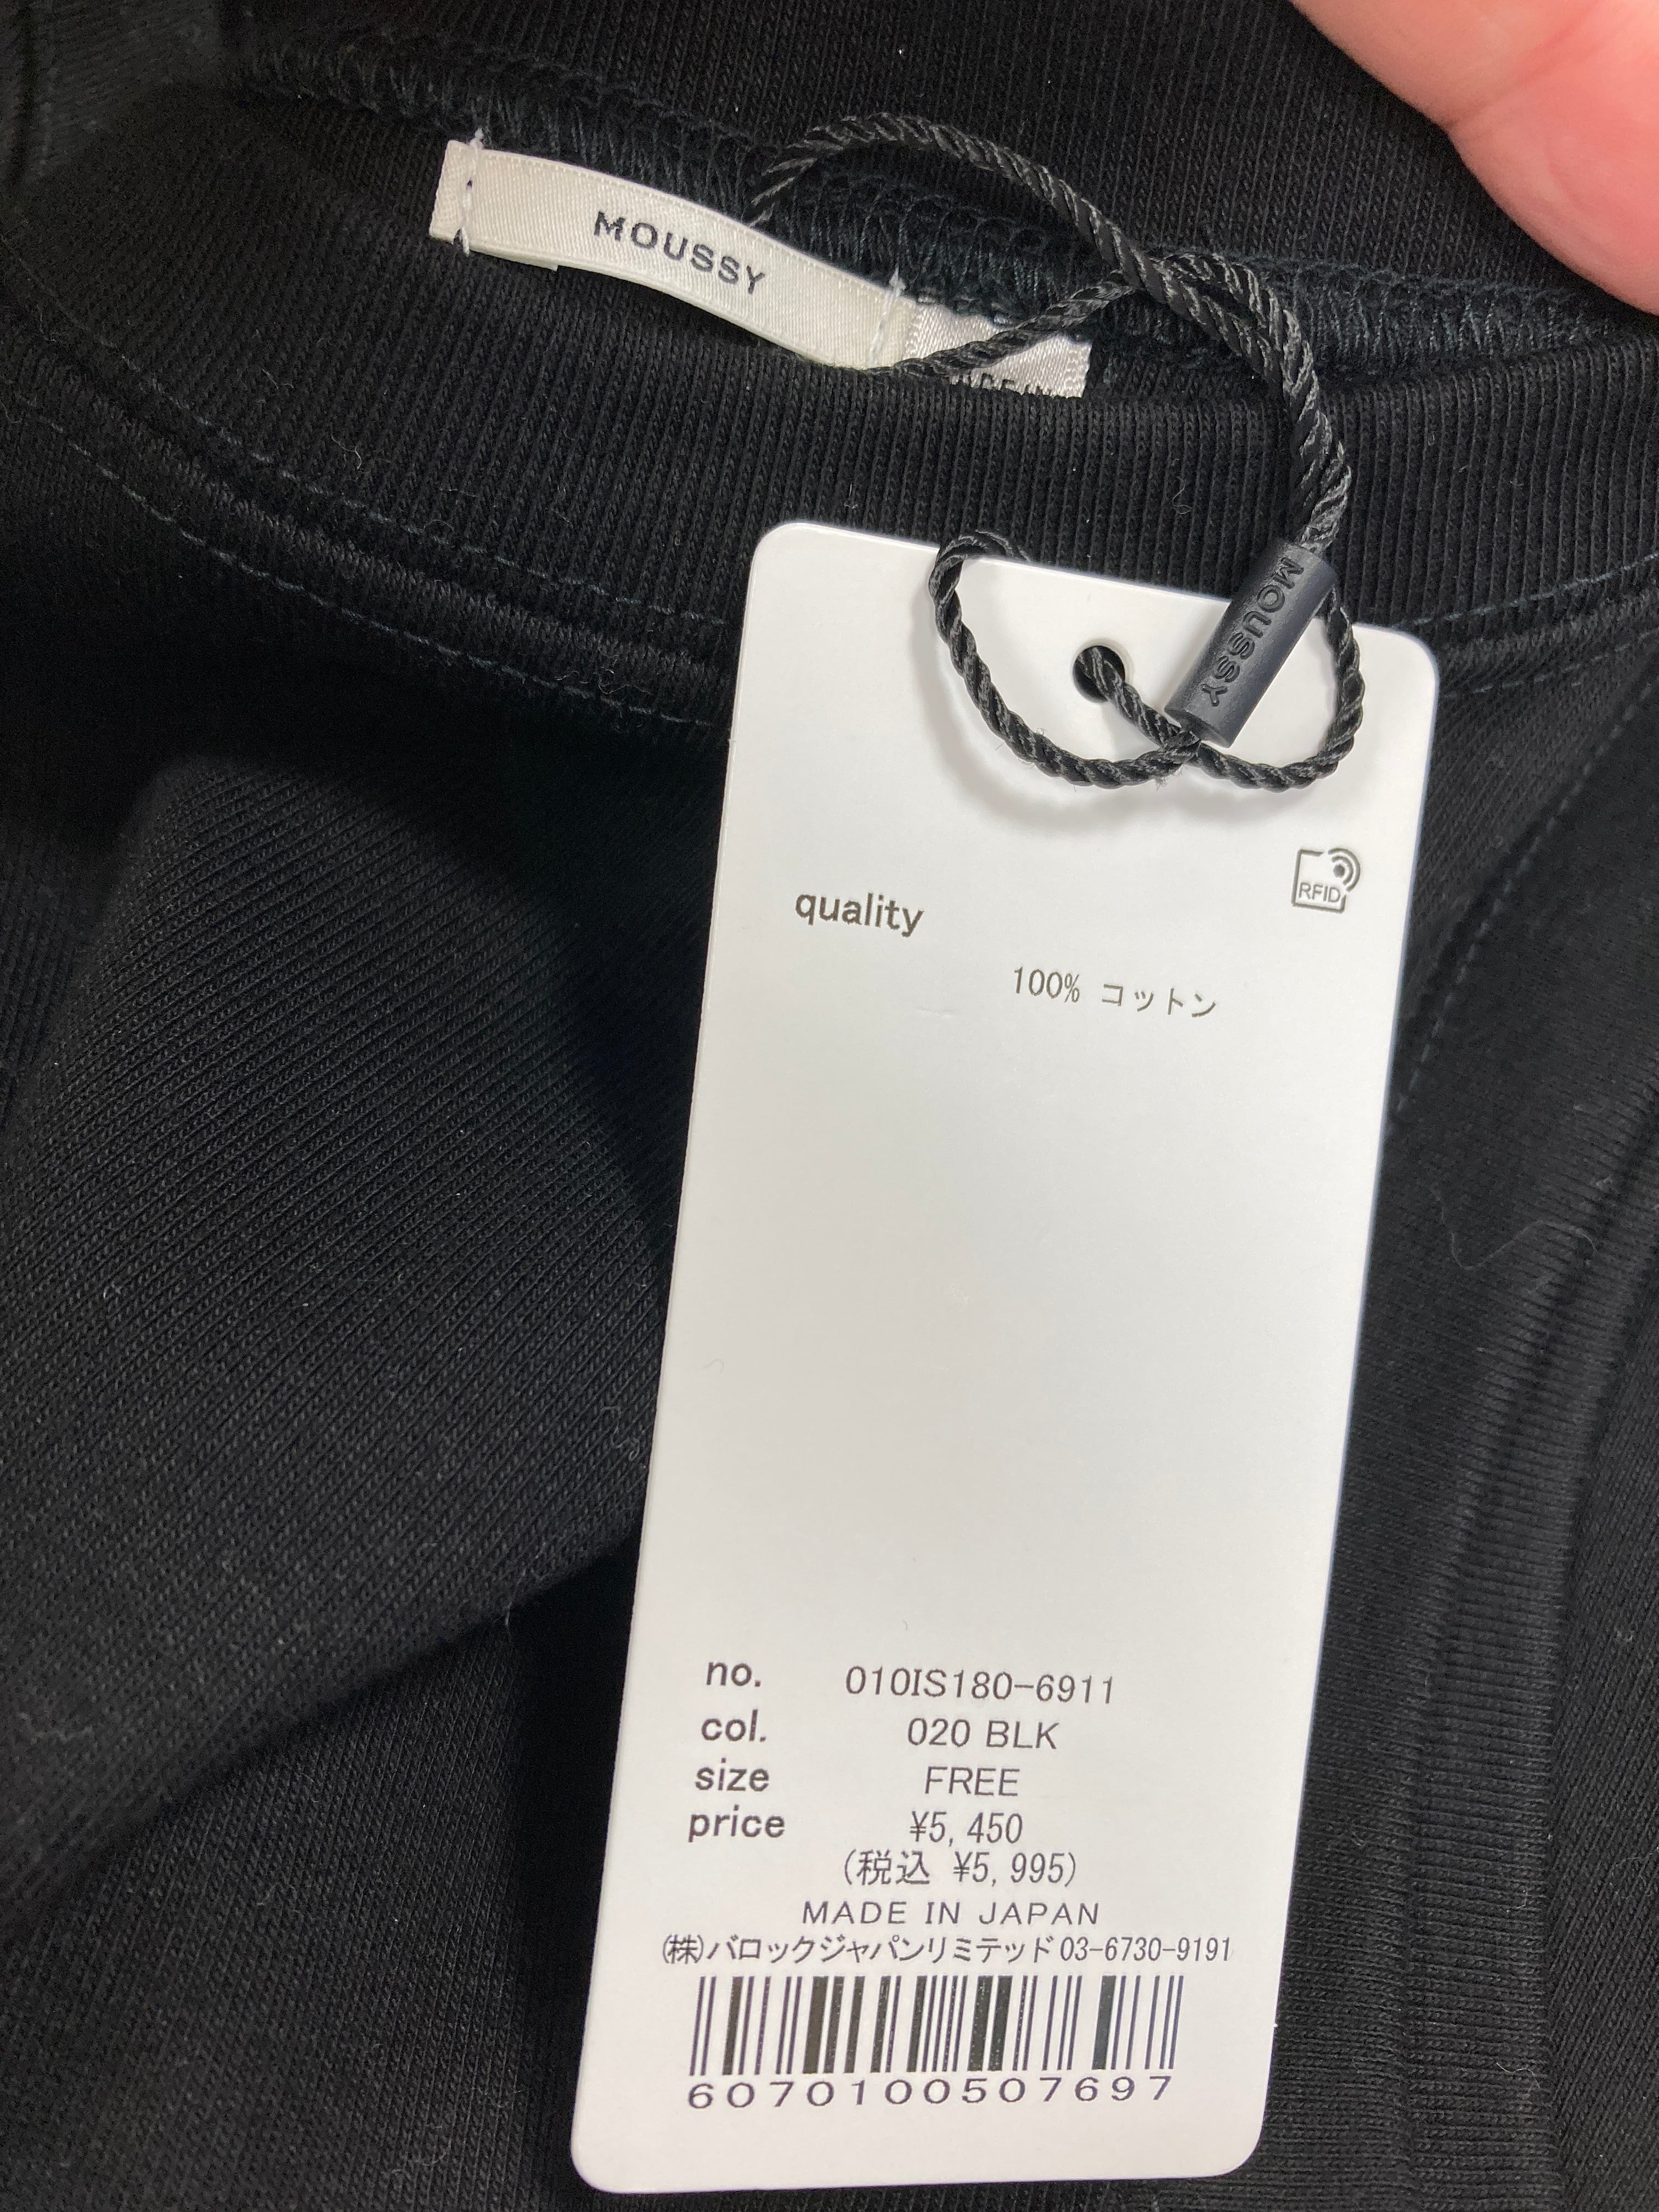 MOUSSY
MOUSSY
RFID
quality
100% コットン
no. 010IS180-6911
col. 020 BLK
size FREE
price ¥5,450
(税込 ¥5,995)
MADE IN JAPAN
(株)バロックジャパンリミテッド 03-6730-9191
6070100507697